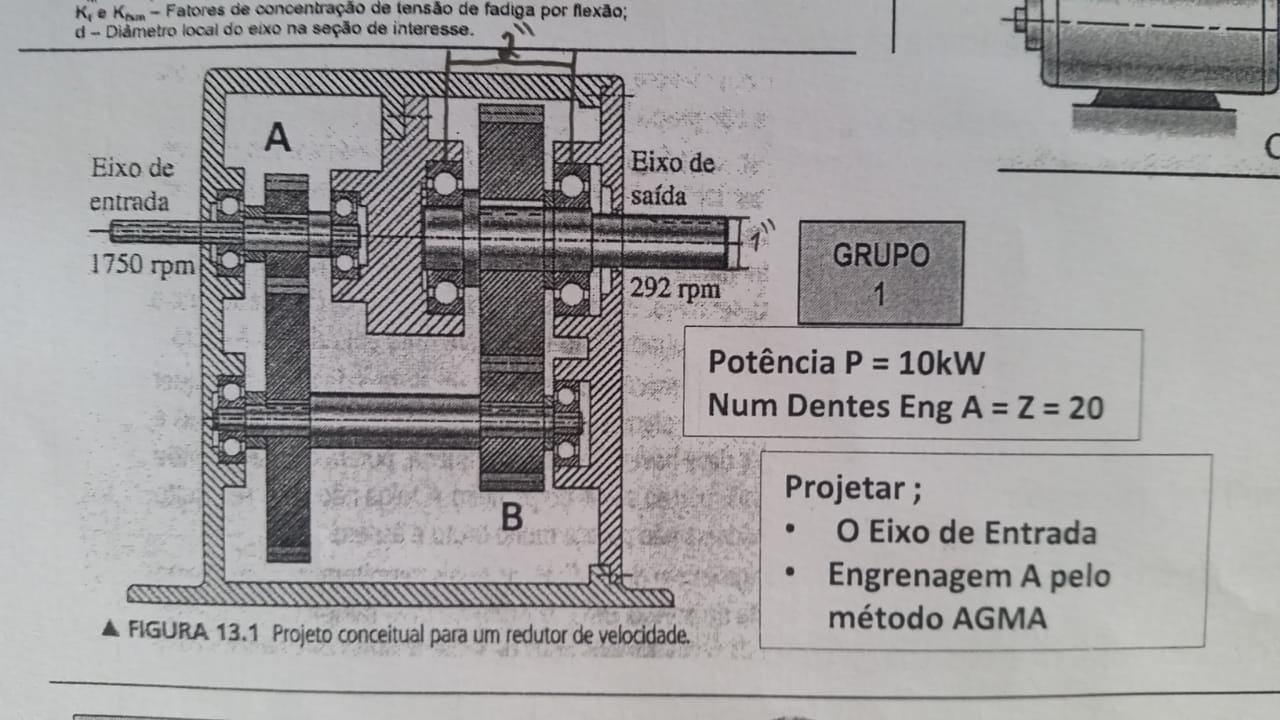 K_f e K_fsm – Fatores de concentração de tensão de fadiga por flexão;
d – Diâmetro local do eixo na seção de interesse.
2"
A
Eixo de
entrada
1750 rpm
Eixo de
saída
1"
292 rpm
GRUPO
1
Potência P = 10kW
Num Dentes Eng A = Z = 20
Projetar ;
• O Eixo de Entrada
• Engrenagem A pelo
método AGMA
B
▲ FIGURA 13.1 Projeto conceitual para um redutor de velocidade.